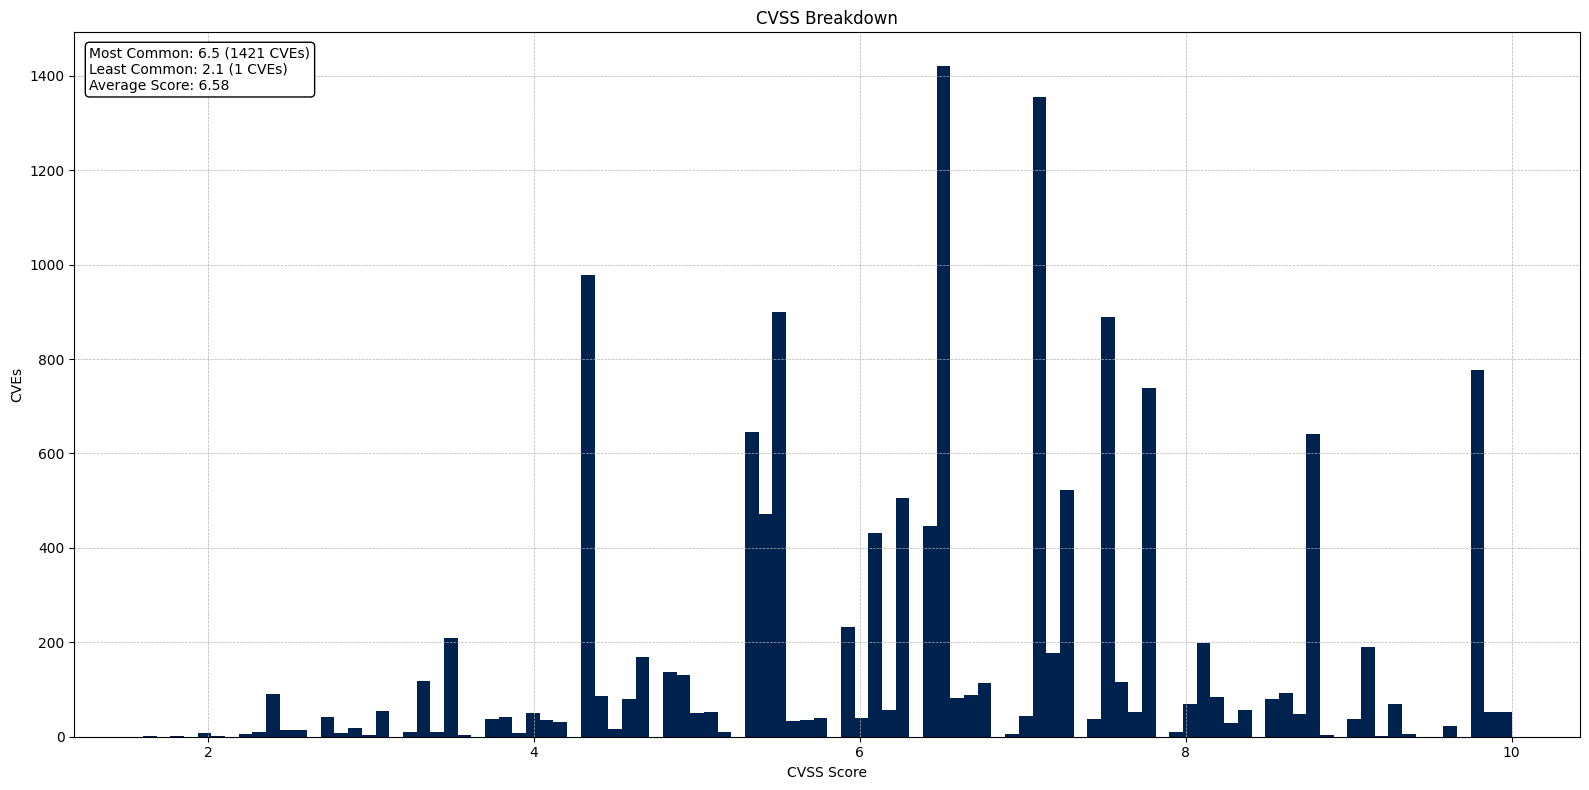 CVSS Breakdown
Most Common: 6.5 (1421 CVEs)
Least Common: 2.1 (1 CVEs)
Average Score: 6.58
1400
1200
1000
800
600
400
200
0
CVEs
2 4 6 8 10
CVSS Score